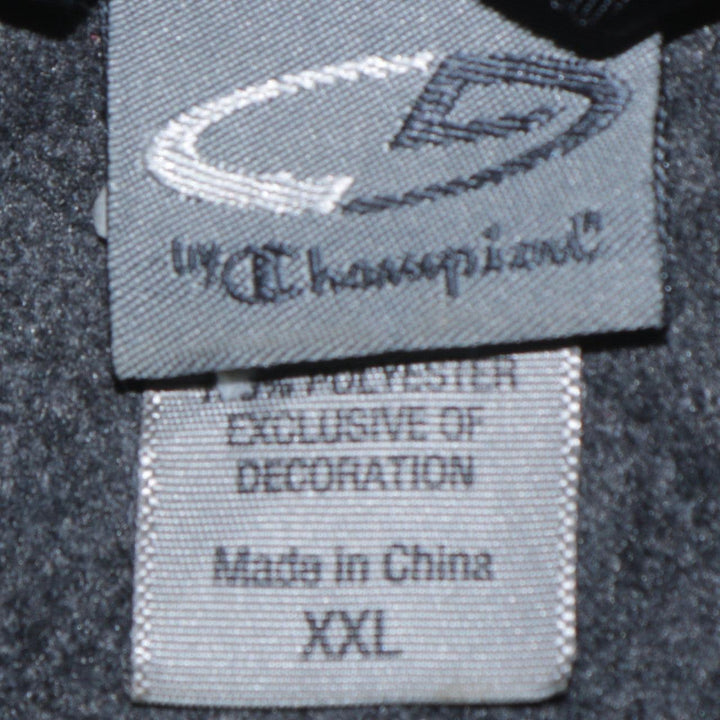 by Champion®
POLYESTER
EXCLUSIVE OF
DECORATION
Made in China
XXL